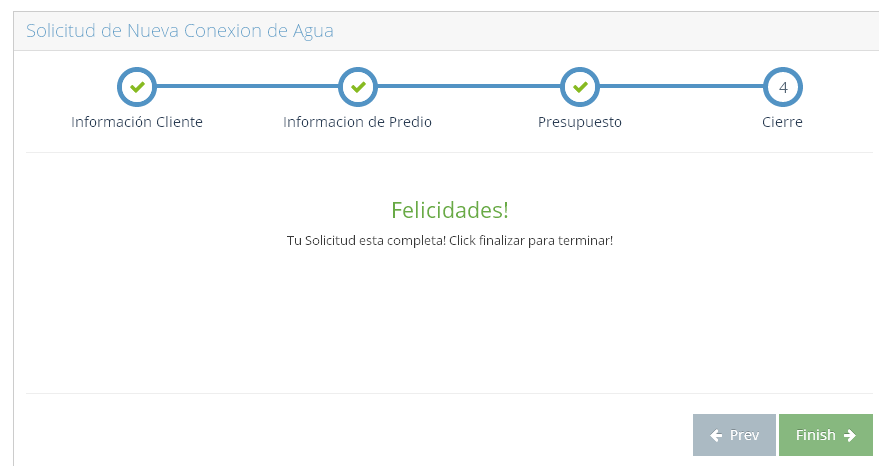 Solicitud de Nueva Conexion de Agua
4
Información Cliente
Informacion de Predio
Presupuesto
Cierre
Felicidades!
Tu Solicitud esta completa! Click finalizar para terminar!
Prev
Finish